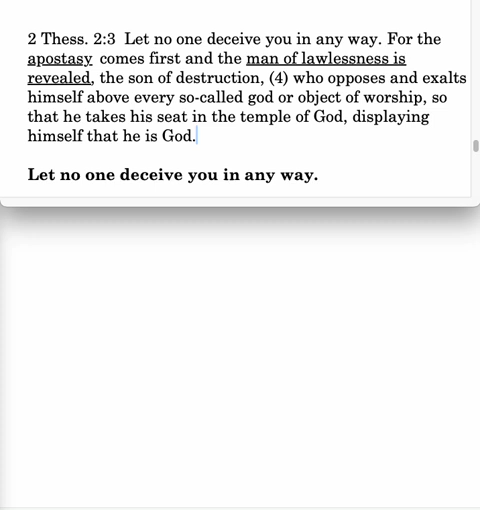 2 Thess. 2:3  Let no one deceive you in any way. For the
apostasy comes first and the man of lawlessness is
revealed, the son of destruction, (4) who opposes and exalts
himself above every so-called god or object of worship, so
that he takes his seat in the temple of God, displaying
himself that he is God.
Let no one deceive you in any way.